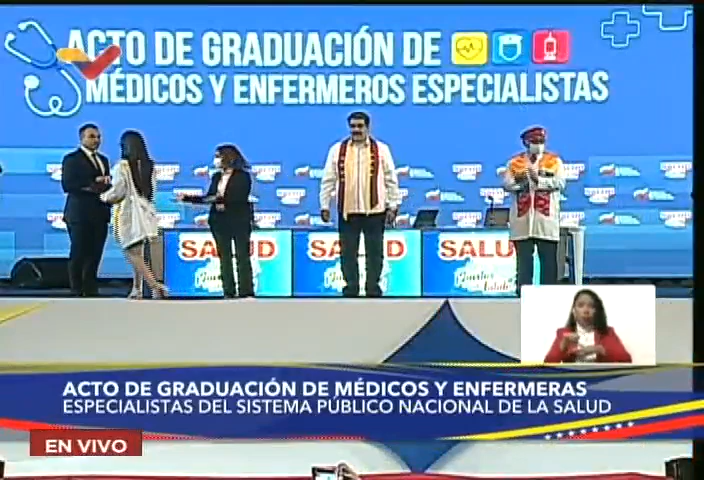 ACTO DE GRADUACIÓN DE
MÉDICOS Y ENFERMEROS ESPECIALISTAS
SALUD
SALUD
SALU
ACTO DE GRADUACIÓN DE MÉDICOS Y ENFERMERAS
ESPECIALISTAS DEL SISTEMA PÚBLICO NACIONAL DE LA SALUD
EN VIVO